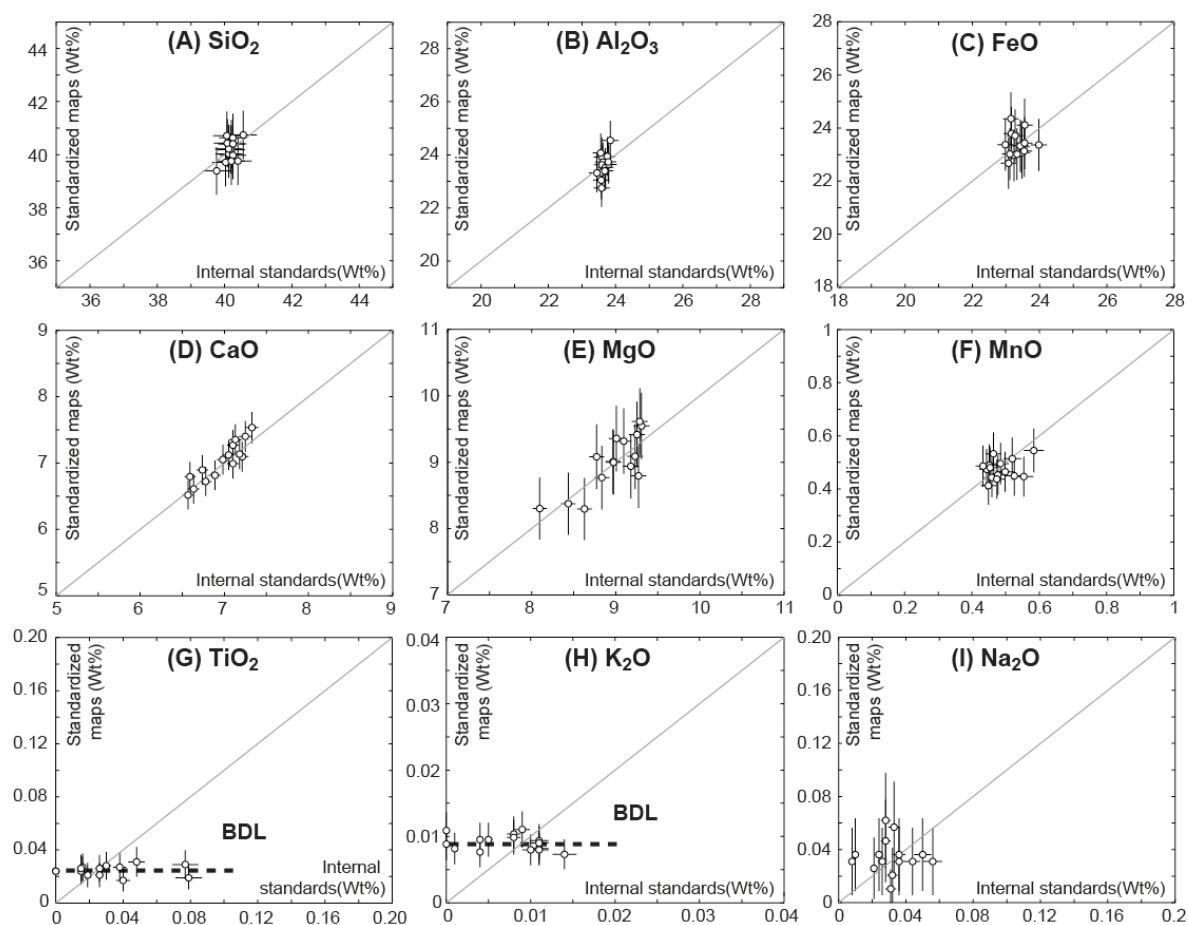 (A) SiO₂
Standardized maps (Wt%)
44
42
40
38
36
Internal standards(Wt%)
36 38 40 42 44
(B) Al₂O₃
Standardized maps (Wt%)
28
26
24
22
20
19
Internal standards(Wt%)
20 22 24 26 28
(C) FeO
Standardized maps (Wt%)
28
26
24
22
20
18
Internal standards(Wt%)
18 20 22 24 26 28
(D) CaO
Standardized maps (Wt%)
9
8
7
6
5
Internal standards(Wt%)
5 6 7 8 9
(E) MgO
Standardized maps (Wt%)
11
10
9
8
7
Internal standards(Wt%)
7 8 9 10 11
(F) MnO
Standardized maps (Wt%)
1
0.8
0.6
0.4
0.2
0
Internal standards(Wt%)
0 0.2 0.4 0.6 0.8 1
(G) TiO₂
Standardized
maps (Wt%)
0.20
0.16
0.12
0.08
0.04
0
BDL
Internal
standards(Wt%)
0 0.04 0.08 0.12 0.16 0.20
(H) K₂O
Standardized
maps (Wt%)
0.04
0.03
0.02
0.01
0
BDL
Internal standards(Wt%)
0 0.01 0.02 0.03 0.04
(I) Na₂O
Standardized
maps (Wt%)
0.20
0.16
0.12
0.08
0.04
0
Internal standards(Wt%)
0 0.04 0.08 0.12 0.16 0.2